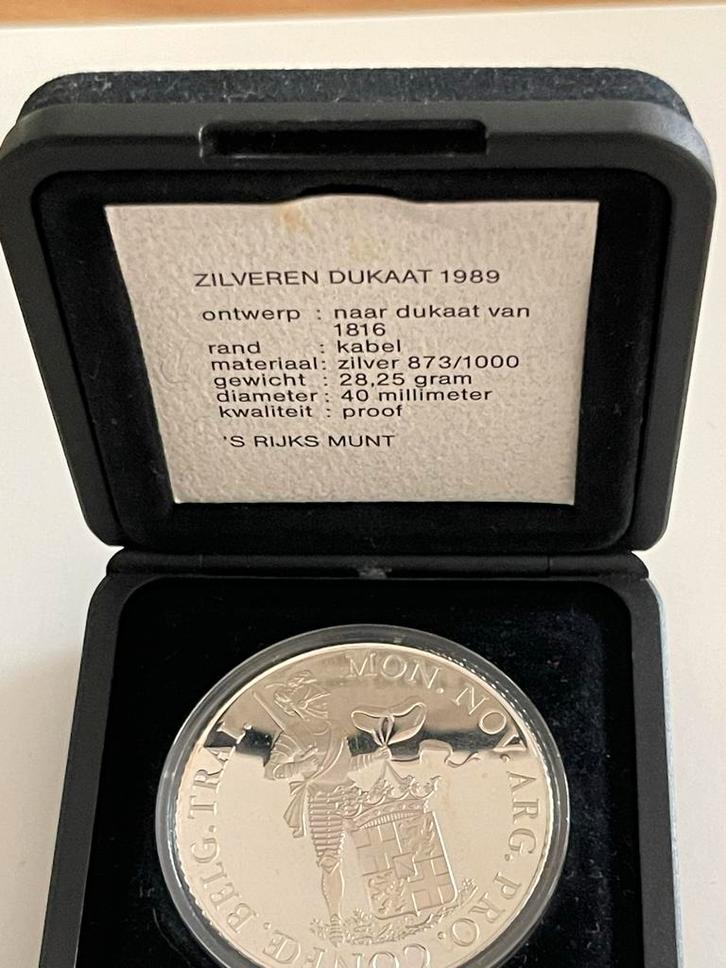 ZILVEREN DUKAAT 1989
ontwerp : naar dukaat van
1816
rand : kabel
materiaal: zilver 873/1000
gewicht : 28,25 gram
diameter : 40 millimeter
kwaliteit : proof
'S RIJKS MUNT
MON. NOV. ARG. PRO. CONFŒ. BELG. TRAI.